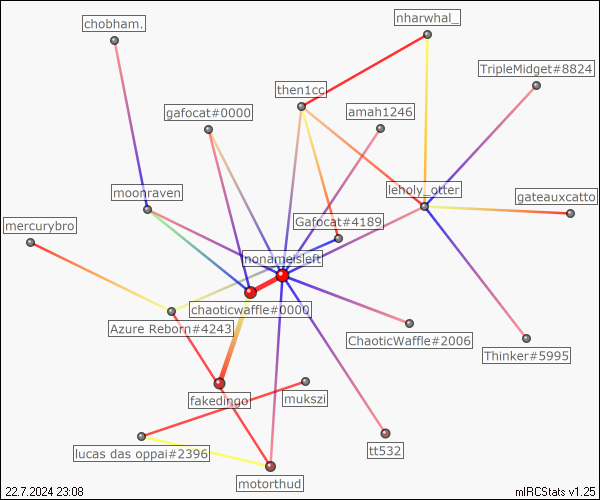 nharwhal_
chobham.
TripleMidget#8824
then1cc
gafocat#0000
amah1246
moonraven
leholy_otter
gateauxcatto
mercurybro
Gafocat#4189
nonameisleft
chaoticwaffle#0000
Azure Reborn#4243
ChaoticWaffle#2006
Thinker#5995
fakedingo
mukszi
tt532
lucas das oppai#2396
motorthud
22.7.2024 23:08
mIRCStats v1.25